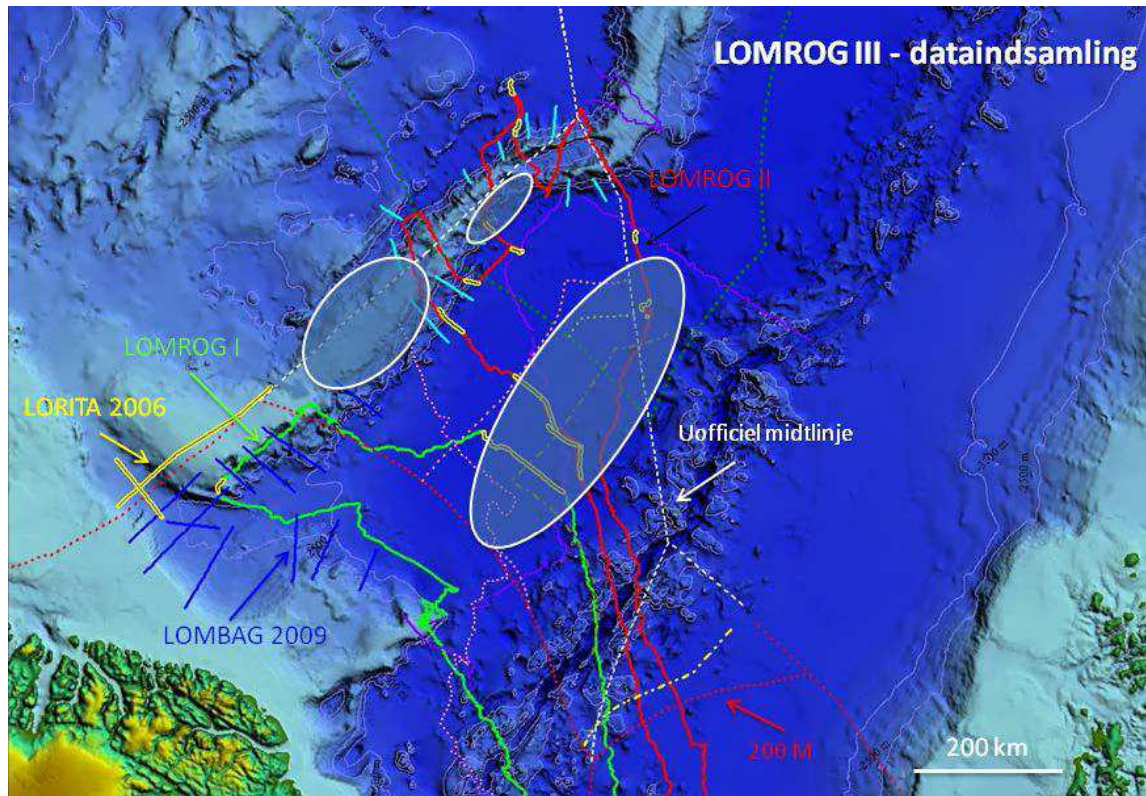 LOMROG III - dataindsamling
LOMROG II
LOMROG I
LORITA 2006
Uofficiel midtlinje
LOMBAG 2009
200 M
200 km